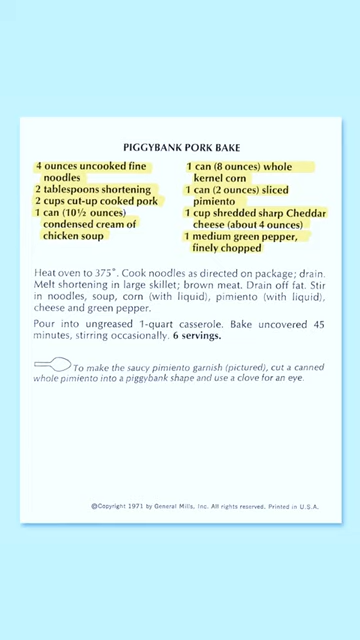 PIGGYBANK PORK BAKE
4 ounces uncooked fine
noodles
2 tablespoons shortening
2 cups cut-up cooked pork
1 can (10½ ounces)
condensed cream of
chicken soup
1 can (8 ounces) whole
kernel corn
1 can (2 ounces) sliced
pimiento
1 cup shredded sharp Cheddar
cheese (about 4 ounces)
1 medium green pepper,
finely chopped
Heat oven to 375°. Cook noodles as directed on package; drain.
Melt shortening in large skillet; brown meat. Drain off fat. Stir
in noodles, soup, corn (with liquid), pimiento (with liquid),
cheese and green pepper.
Pour into ungreased 1-quart casserole. Bake uncovered 45
minutes, stirring occasionally. 6 servings.
To make the saucy pimiento garnish (pictured), cut a canned
whole pimiento into a piggybank shape and use a clove for an eye.
©Copyright 1971 by General Mills, Inc. All rights reserved. Printed in U.S.A.